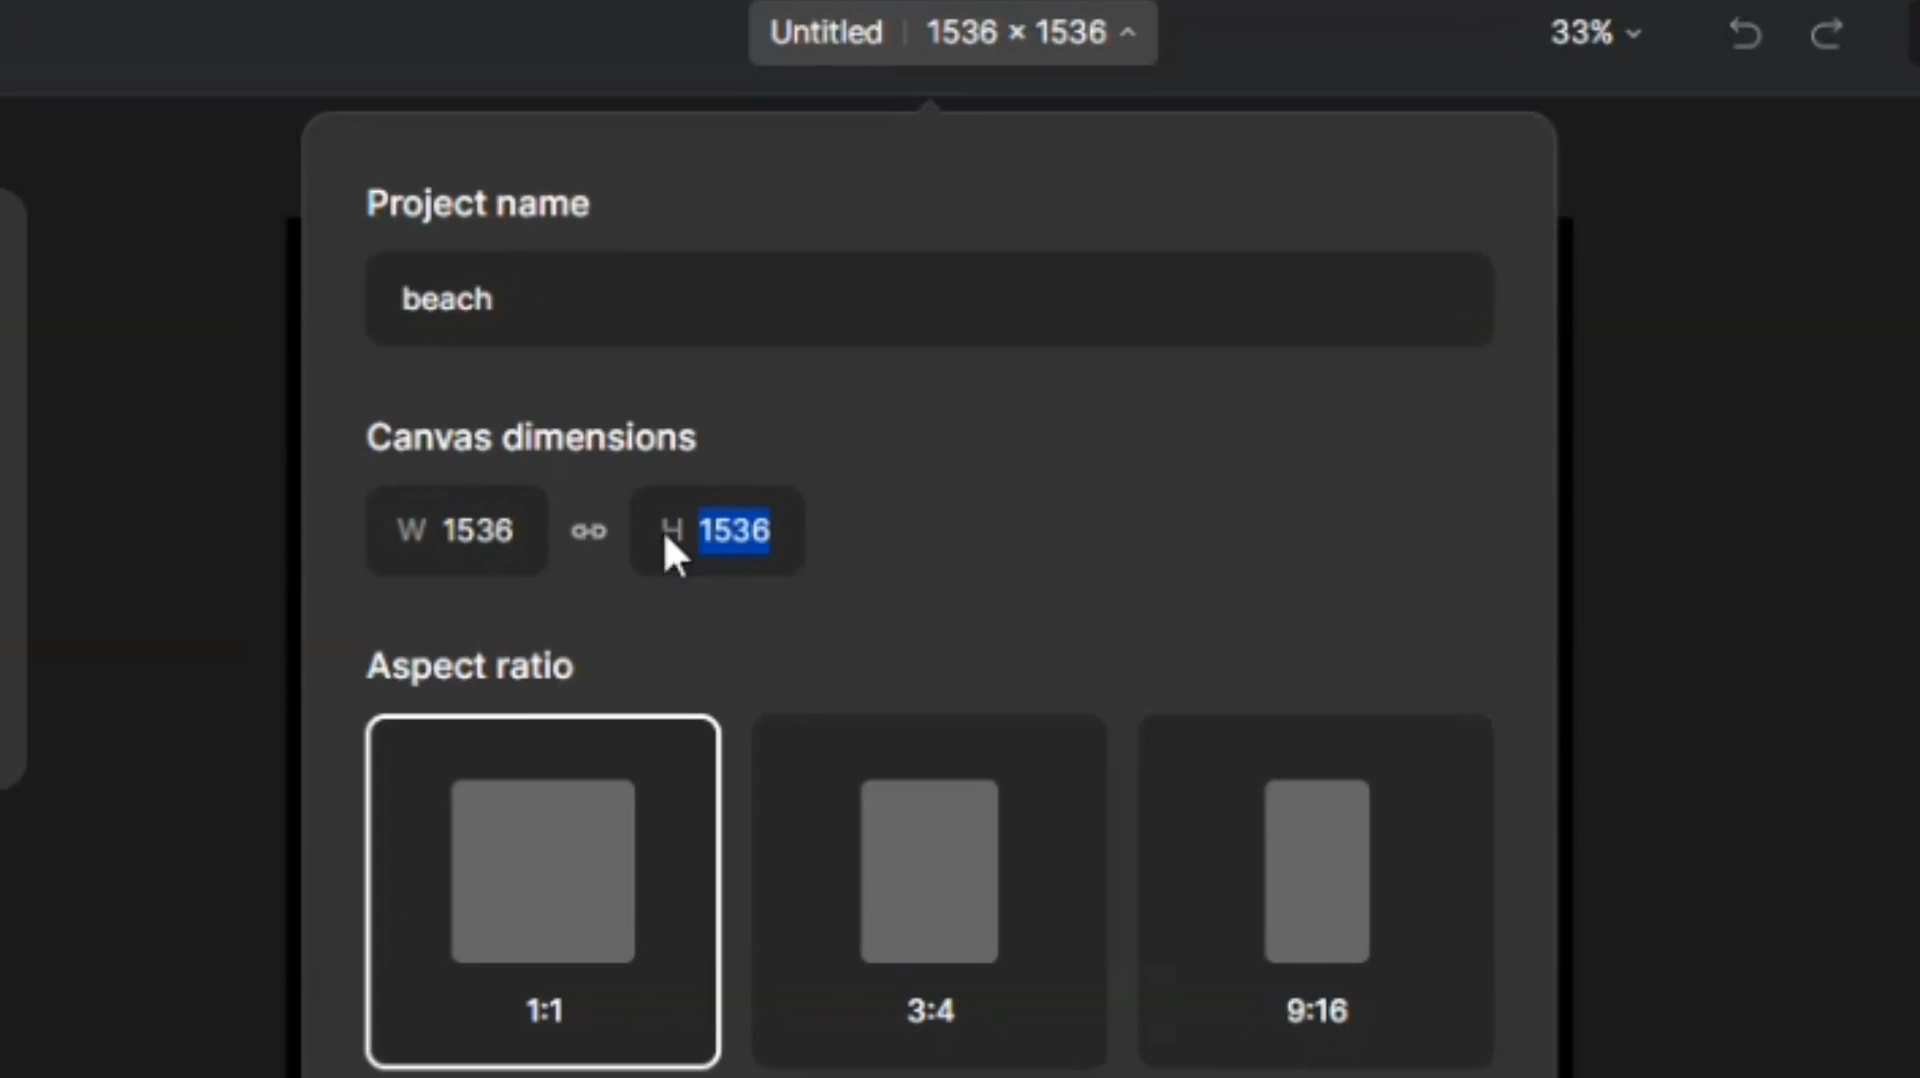 Untitled | 1536 × 1536
33%
Project name
beach
Canvas dimensions
W 1536 H 1536
Aspect ratio
1:1 3:4 9:16